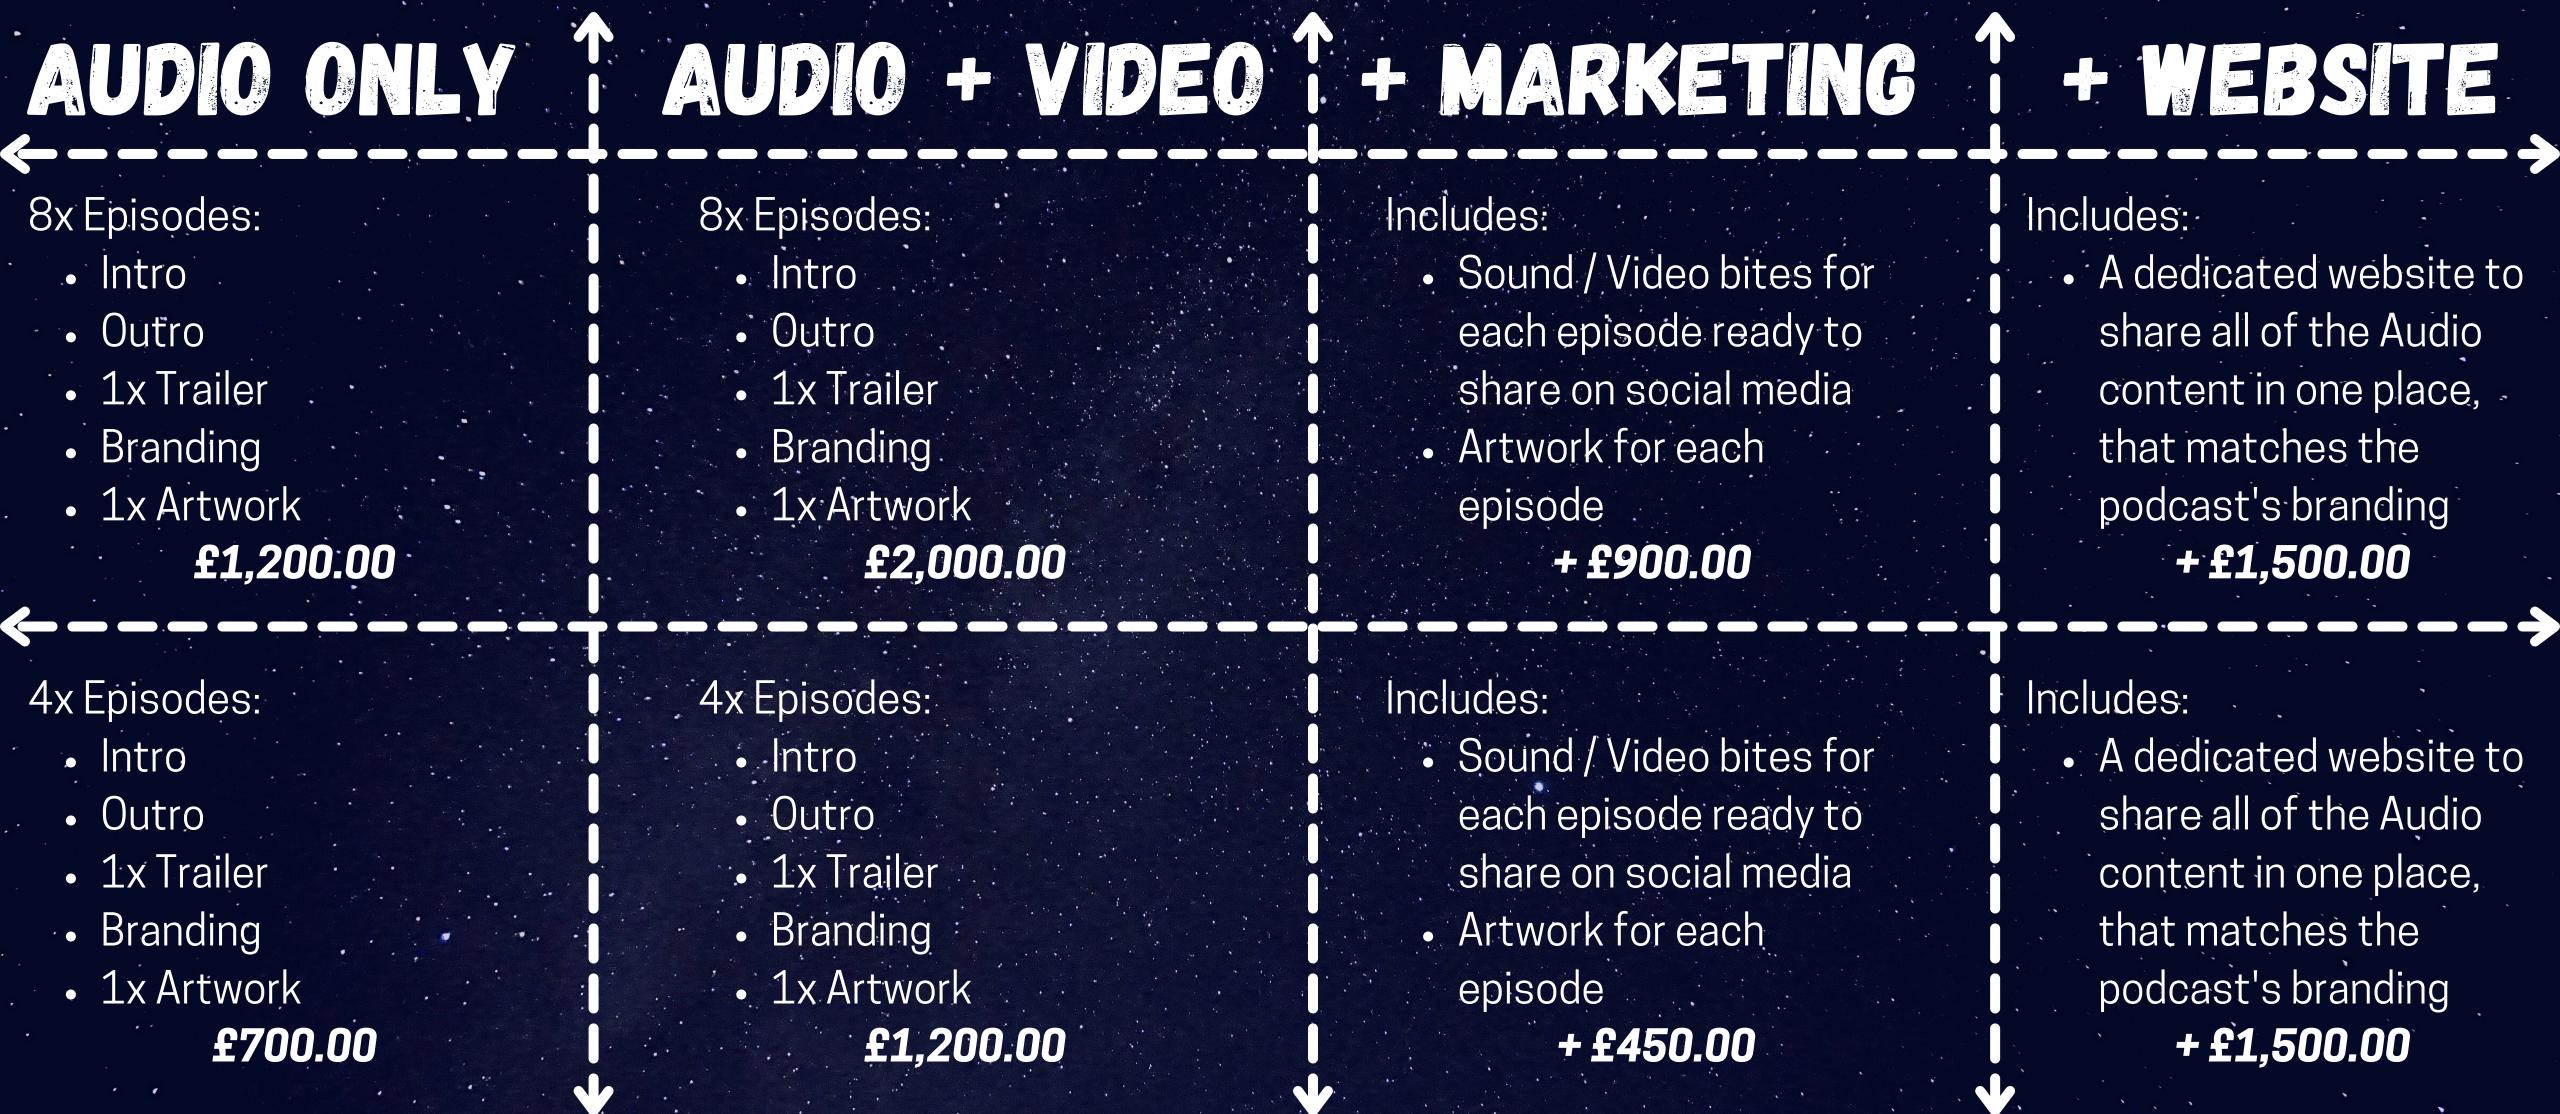 AUDIO ONLY
AUDIO + VIDEO
+ MARKETING
+ WEBSITE
8x Episodes:
• Intro
• Outro
• 1x Trailer
• Branding
• 1x Artwork
£1,200.00
8x Episodes:
• Intro
• Outro
• 1x Trailer
• Branding
• 1x Artwork
£2,000.00
Includes:
• Sound / Video bites for
each episode ready to
share on social media
• Artwork for each
episode
+ £900.00
Includes:
• A dedicated website to
share all of the Audio
content in one place,
that matches the
podcast's branding
+ £1,500.00
4x Episodes:
• Intro
• Outro
• 1x Trailer
• Branding
• 1x Artwork
£700.00
4x Episodes:
• Intro
• Outro
• 1x Trailer
• Branding
• 1x Artwork
£1,200.00
Includes:
• Sound / Video bites for
each episode ready to
share on social media
• Artwork for each
episode
+ £450.00
Includes:
• A dedicated website to
share all of the Audio
content in one place,
that matches the
podcast's branding
+ £1,500.00